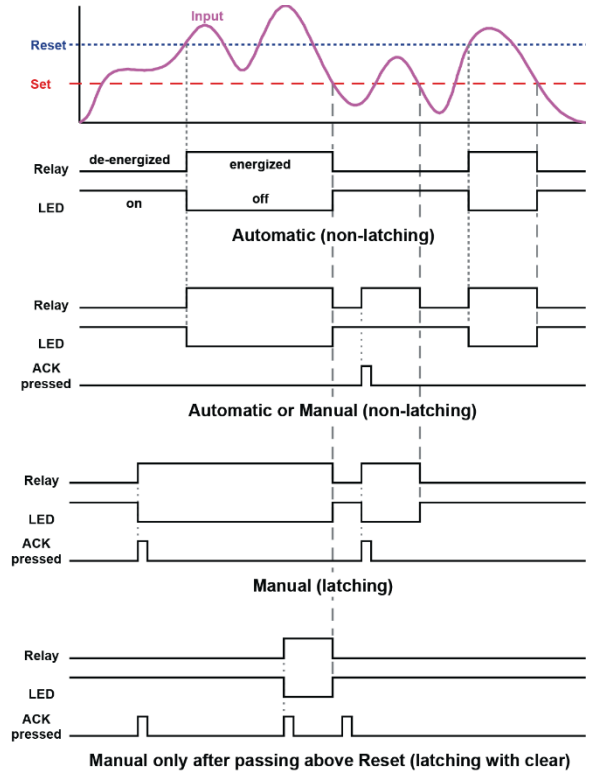 Input
Reset
Set
de-energized
energized
Relay
LED
on
off
Automatic (non-latching)
Relay
LED
ACK
pressed
Automatic or Manual (non-latching)
Relay
LED
ACK
pressed
Manual (latching)
Relay
LED
ACK
pressed
Manual only after passing above Reset (latching with clear)